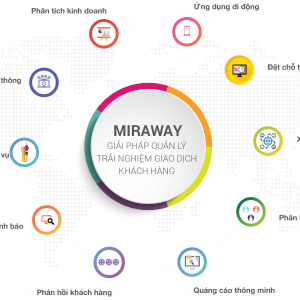 Phân tích kinh doanh
Ứng dụng di động
Đặt chỗ
thông
MIRAWAY
GIẢI PHÁP QUẢN LÝ
TRẢI NGHIỆM GIAO DỊCH
KHÁCH HÀNG
vụ
X
nh báo
Phân
Phản hồi khách hàng
Quảng cáo thông minh